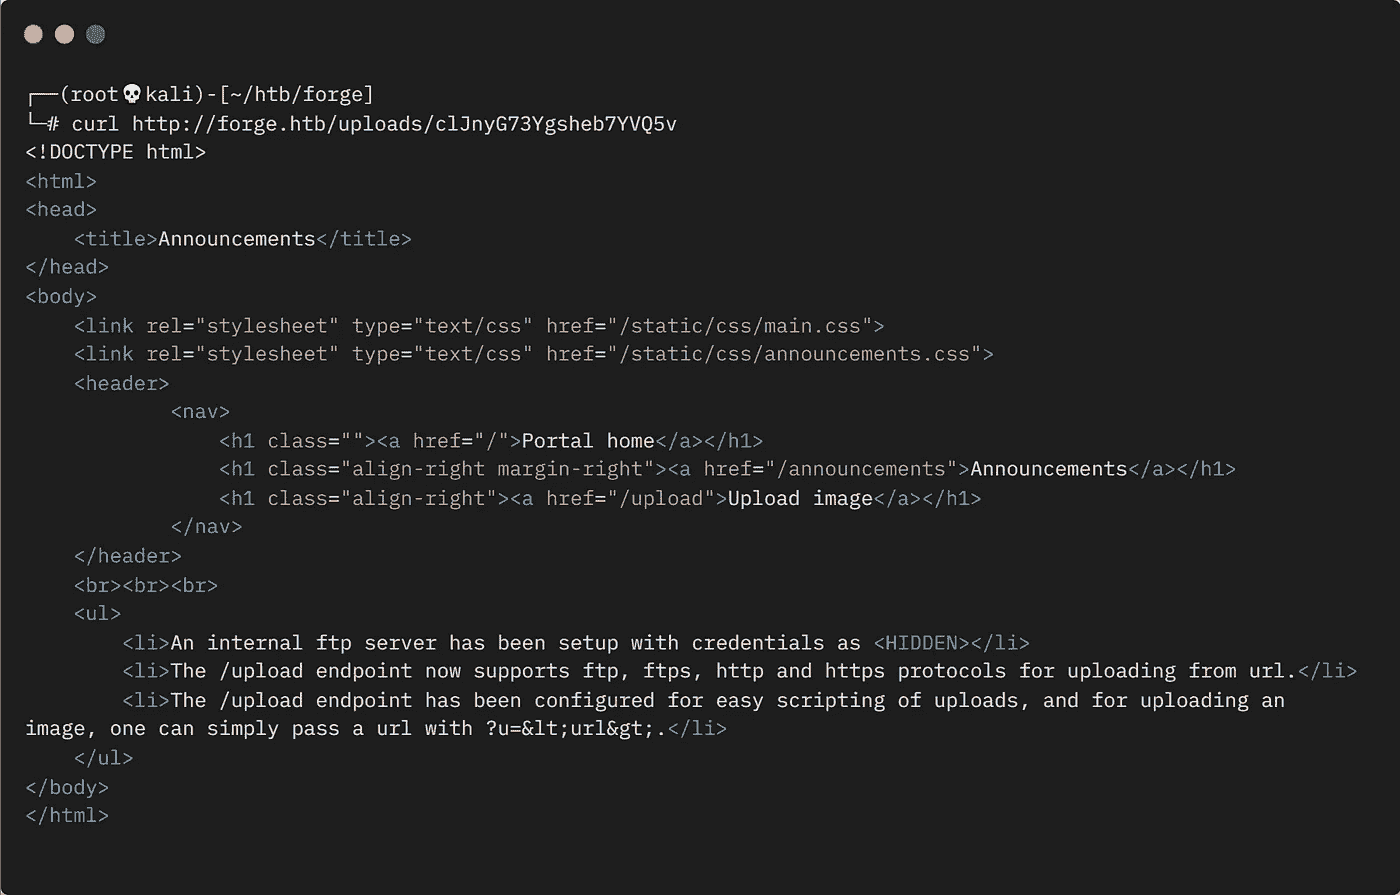 ┌──(root💀kali)-[~/htb/forge]
└─# curl http://forge.htb/uploads/clJnyG73Ygsheb7YVQ5v
<!DOCTYPE html>
<html>
<head>
    <title>Announcements</title>
</head>
<body>
    <link rel="stylesheet" type="text/css" href="/static/css/main.css">
    <link rel="stylesheet" type="text/css" href="/static/css/announcements.css">
    <header>
            <nav>
                <h1 class=""><a href="/">Portal home</a></h1>
                <h1 class="align-right margin-right"><a href="/announcements">Announcements</a></h1>
                <h1 class="align-right"><a href="/upload">Upload image</a></h1>
            </nav>
    </header>
    <br><br><br>
    <ul>
        <li>An internal ftp server has been setup with credentials as <HIDDEN></li>
        <li>The /upload endpoint now supports ftp, ftps, http and https protocols for uploading from url.</li>
        <li>The /upload endpoint has been configured for easy scripting of uploads, and for uploading an
image, one can simply pass a url with ?u=&lt;url&gt;.</li>
    </ul>
</body>
</html>